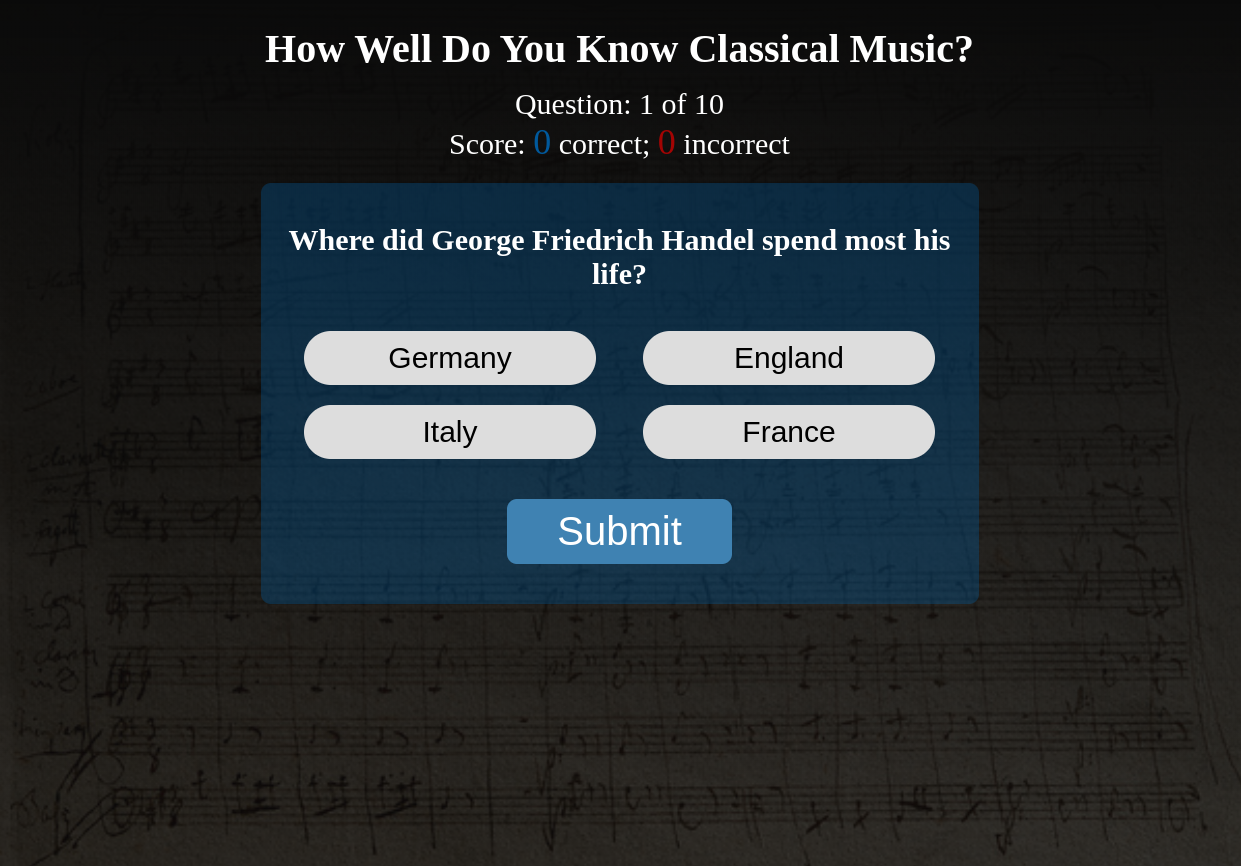 How Well Do You Know Classical Music?
Question: 1 of 10
Score: 0 correct; 0 incorrect
Where did George Friedrich Handel spend most his
life?
Germany
England
Italy
France
Submit